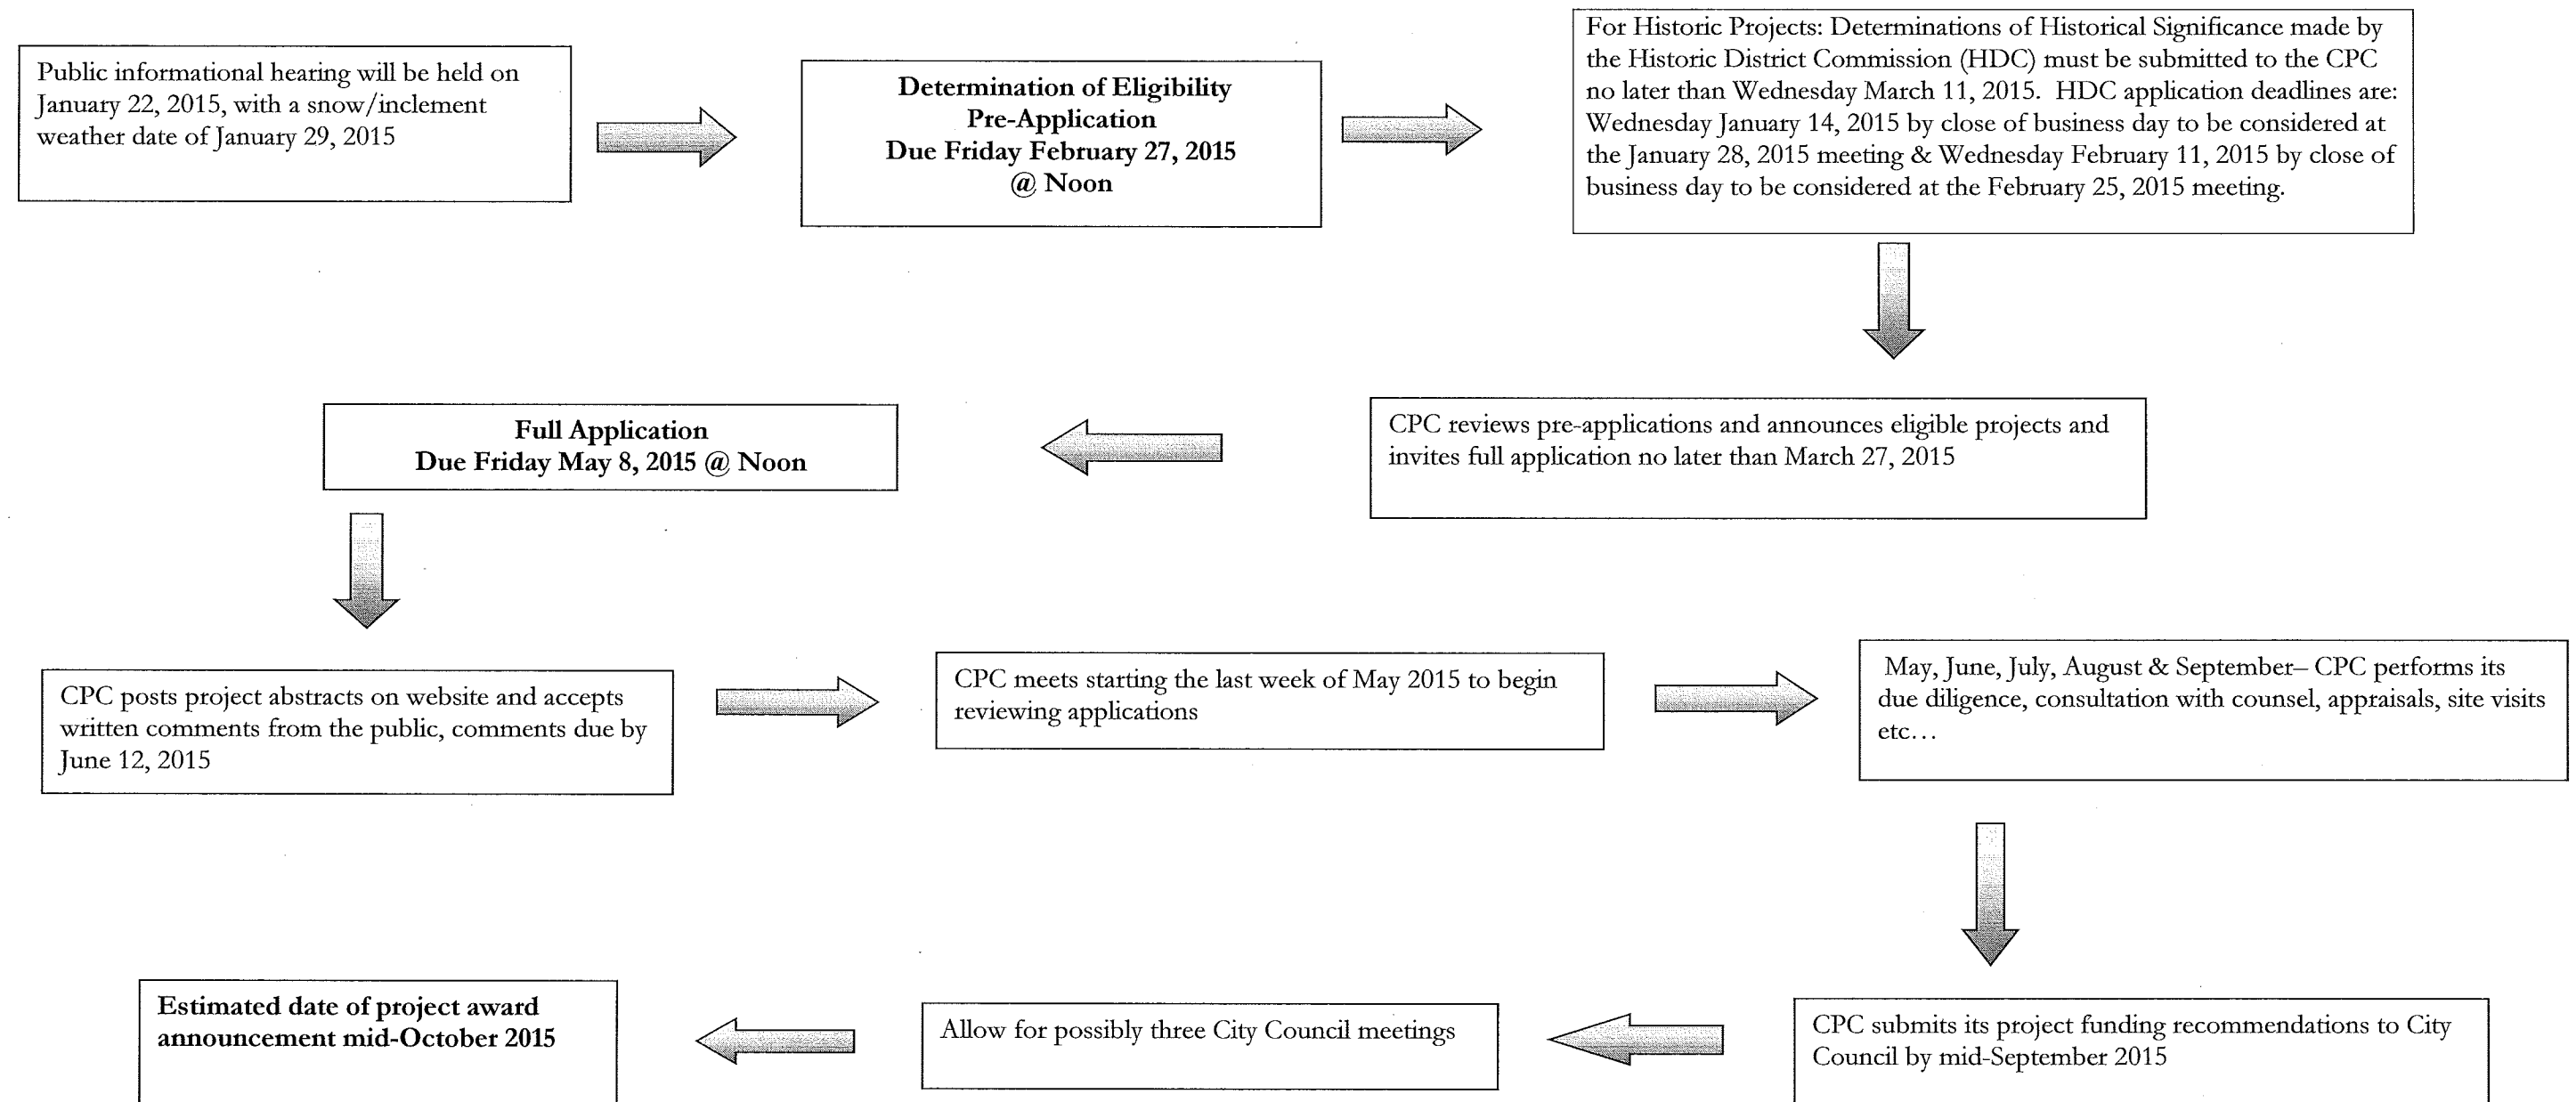 Public informational hearing will be held on
January 22, 2015, with a snow/inclement
weather date of January 29, 2015
Determination of Eligibility
Pre-Application
Due Friday February 27, 2015
@ Noon
For Historic Projects: Determinations of Historical Significance made by
the Historic District Commission (HDC) must be submitted to the CPC
no later than Wednesday March 11, 2015.  HDC application deadlines are:
Wednesday January 14, 2015 by close of business day to be considered at
the January 28, 2015 meeting & Wednesday February 11, 2015 by close of
business day to be considered at the February 25, 2015 meeting.
CPC reviews pre-applications and announces eligible projects and
invites full application no later than March 27, 2015
Full Application
Due Friday May 8, 2015 @ Noon
CPC posts project abstracts on website and accepts
written comments from the public, comments due by
June 12, 2015
CPC meets starting the last week of May 2015 to begin
reviewing applications
May, June, July, August & September– CPC performs its
due diligence, consultation with counsel, appraisals, site visits
etc…
CPC submits its project funding recommendations to City
Council by mid-September 2015
Allow for possibly three City Council meetings
Estimated date of project award
announcement mid-October 2015